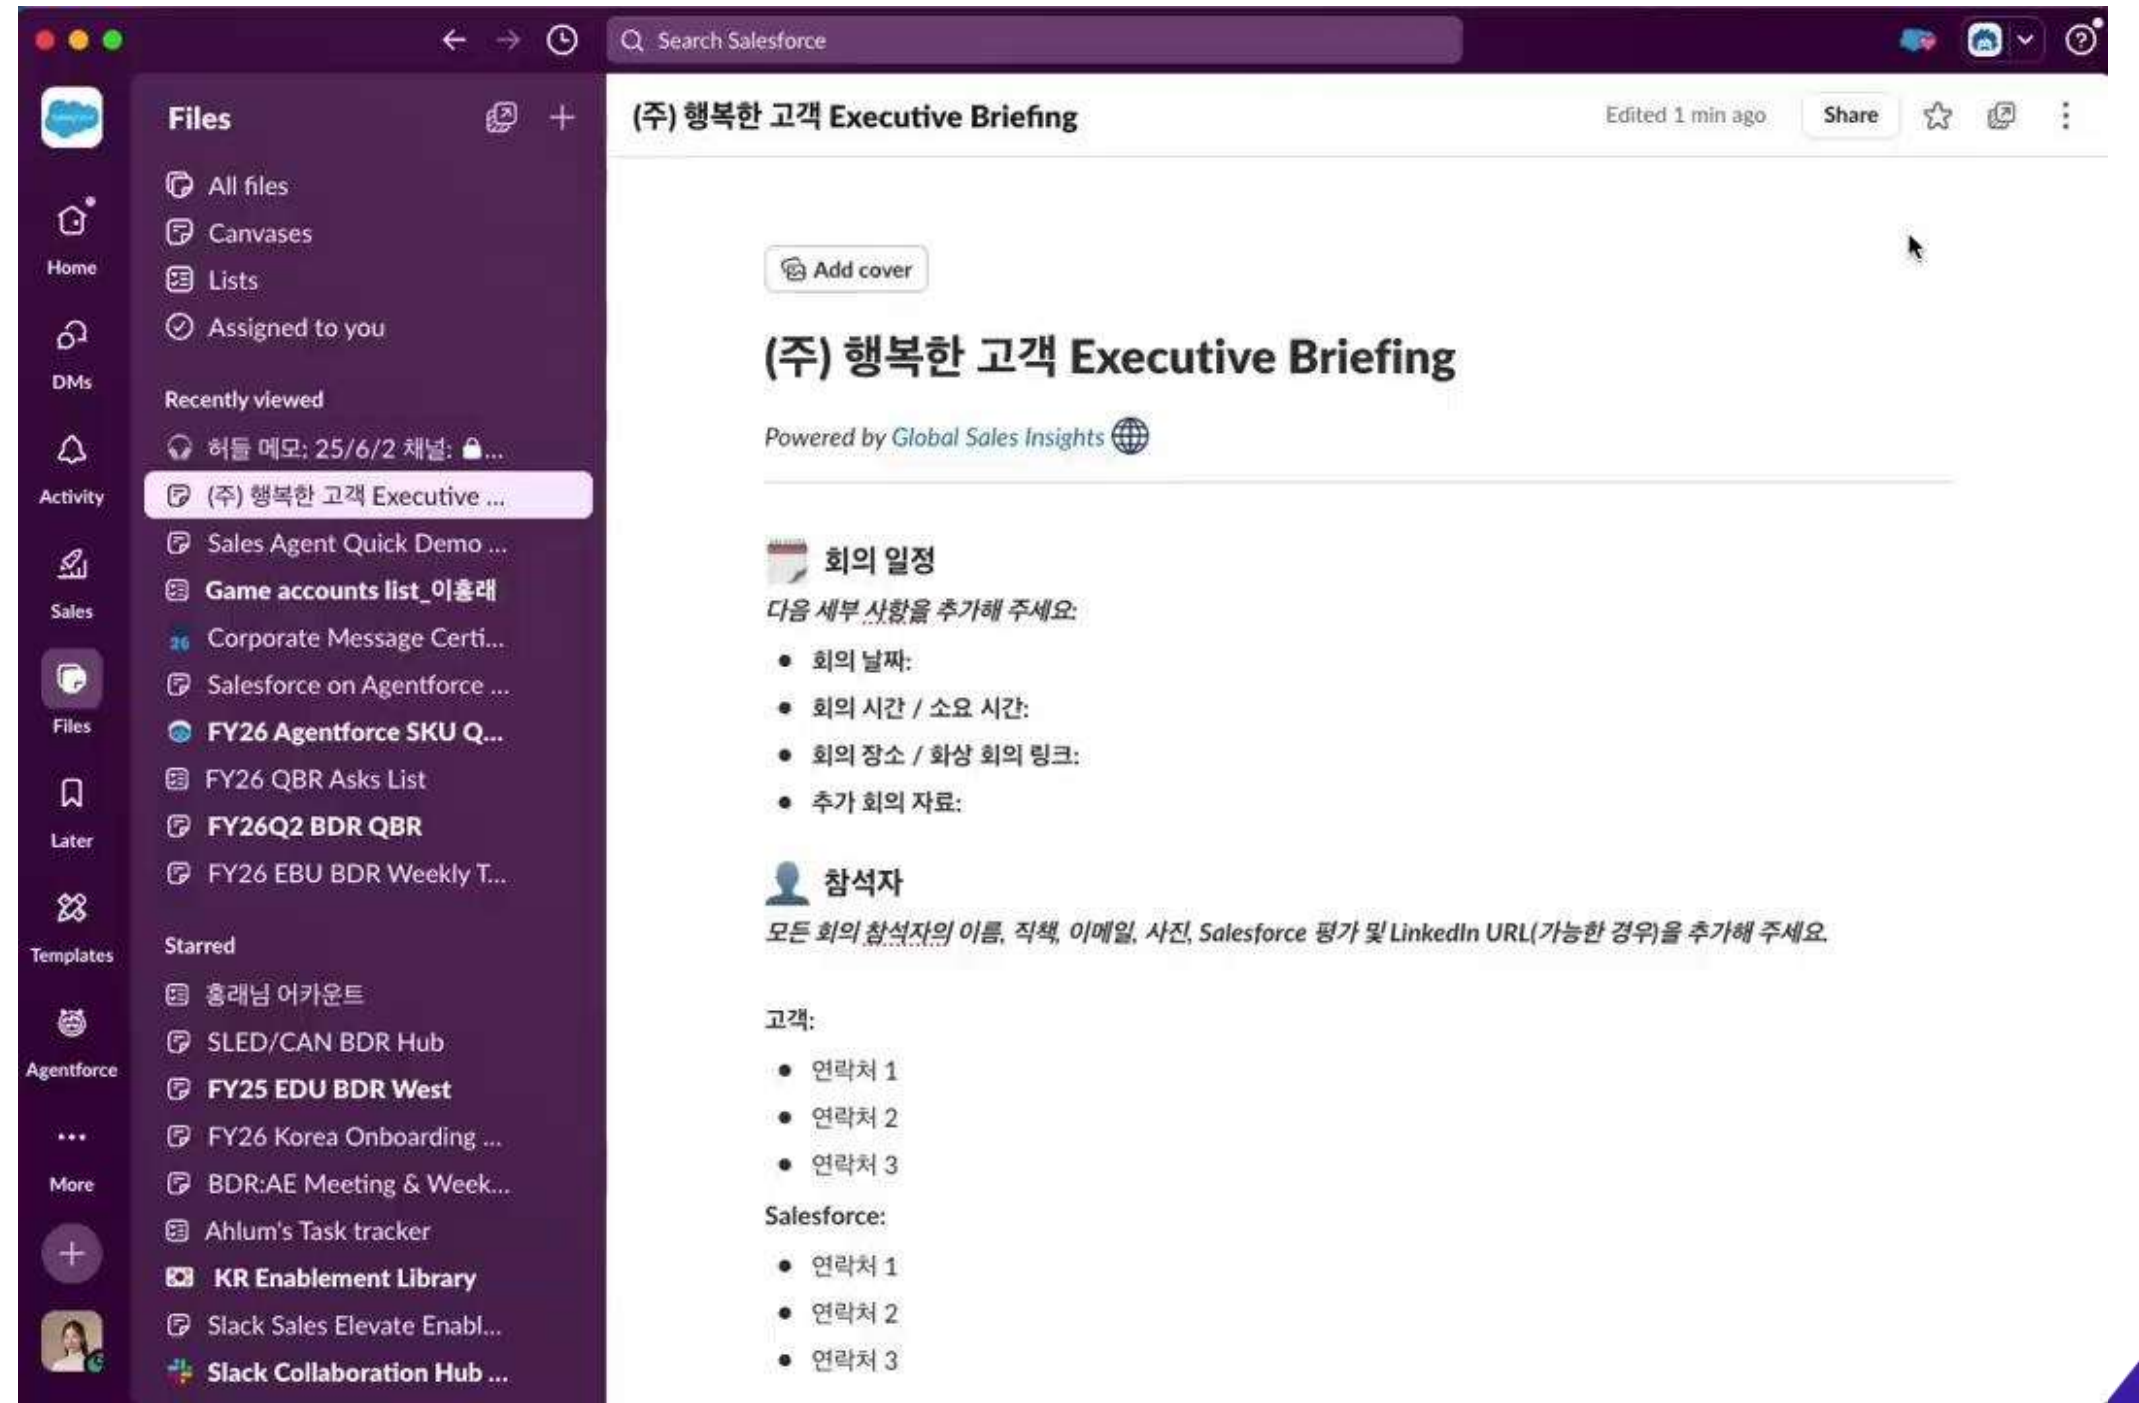 Search Salesforce
Home
DMs
Activity
Sales
Files
Later
Templates
Agentforce
More
Files
All files
Canvases
Lists
Assigned to you
Recently viewed
허들 메모: 25/6/2 채널: 🔒...
(주) 행복한 고객 Executive ...
Sales Agent Quick Demo ...
Game accounts list_이흥래
Corporate Message Certi...
Salesforce on Agentforce ...
FY26 Agentforce SKU Q...
FY26 QBR Asks List
FY26Q2 BDR QBR
FY26 EBU BDR Weekly T...
Starred
흥래님 어카운트
SLED/CAN BDR Hub
FY25 EDU BDR West
FY26 Korea Onboarding ...
BDR:AE Meeting & Week...
Ahlum's Task tracker
KR Enablement Library
Slack Sales Elevate Enabl...
Slack Collaboration Hub ...
(주) 행복한 고객 Executive Briefing
Edited 1 min ago
Share
Add cover
(주) 행복한 고객 Executive Briefing
Powered by Global Sales Insights
회의 일정
다음 세부 사항을 추가해 주세요:
• 회의 날짜:
• 회의 시간 / 소요 시간:
• 회의 장소 / 화상 회의 링크:
• 추가 회의 자료:
참석자
모든 회의 참석자의 이름, 직책, 이메일, 사진, Salesforce 평가 및 LinkedIn URL(가능한 경우)을 추가해 주세요.
고객:
• 연락처 1
• 연락처 2
• 연락처 3
Salesforce:
• 연락처 1
• 연락처 2
• 연락처 3